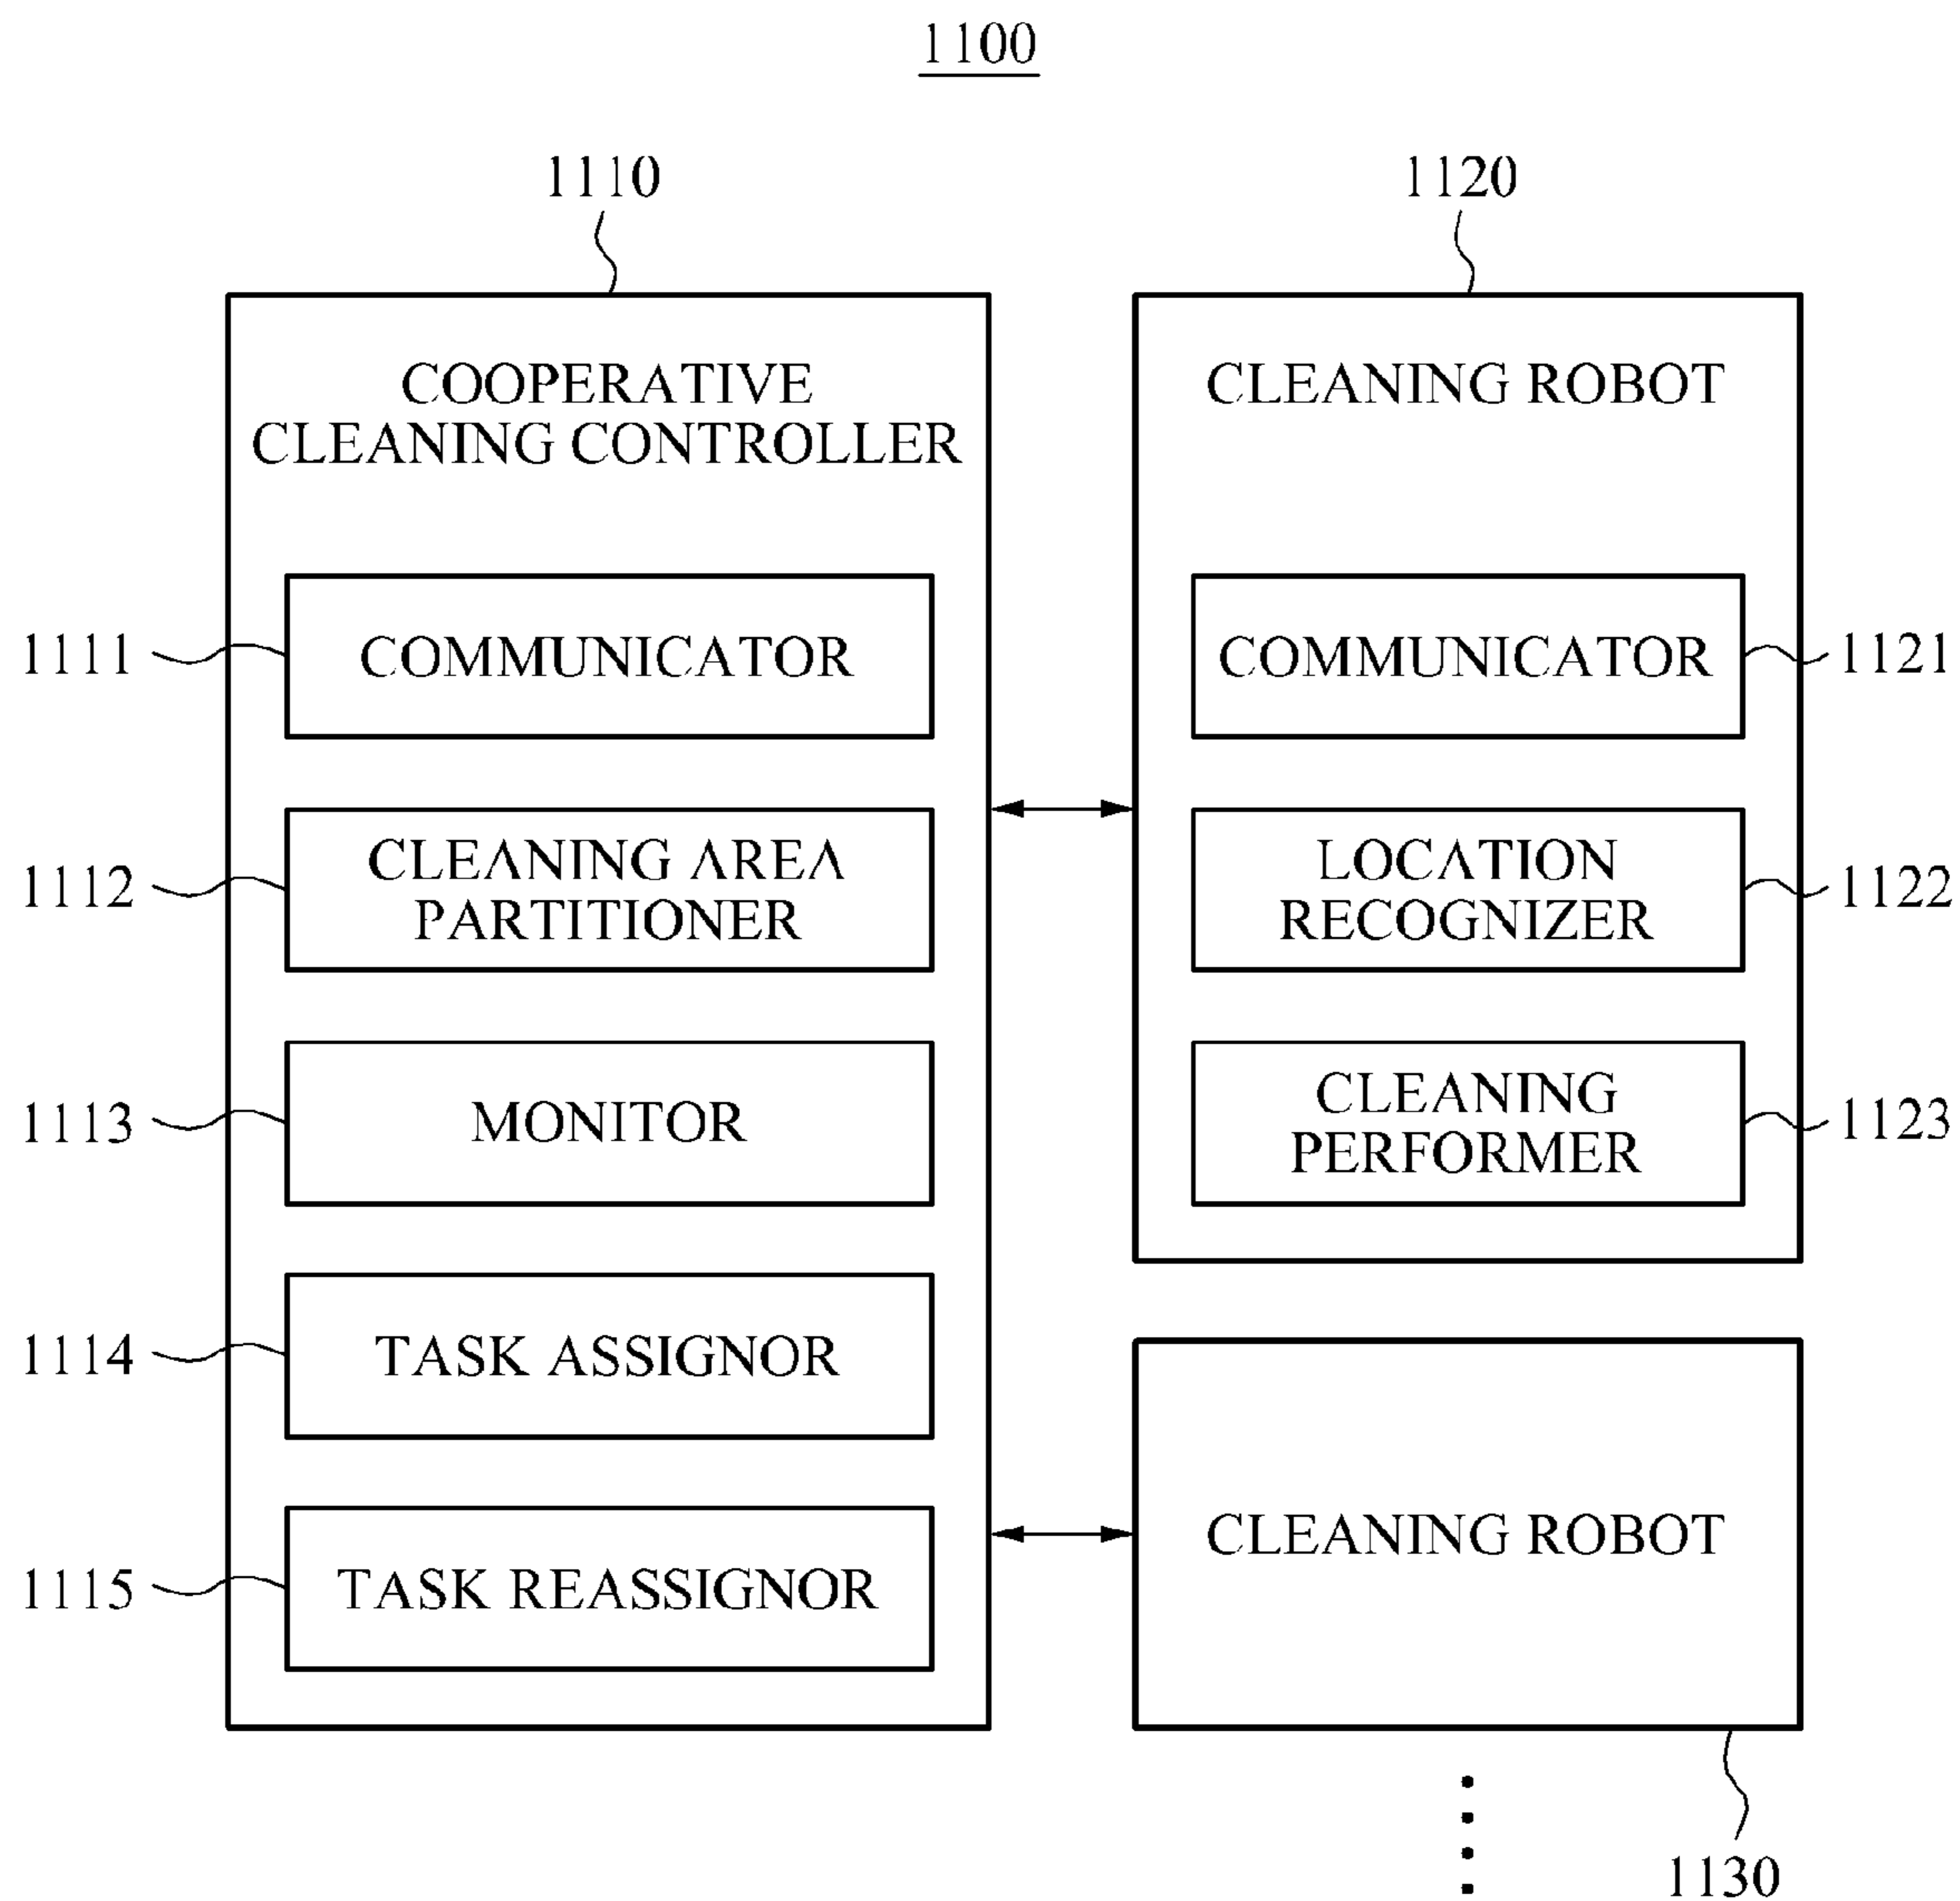 1100
1110
COOPERATIVE
CLEANING CONTROLLER
1111
COMMUNICATOR
1112
CLEANING AREA
PARTITIONER
1113
MONITOR
1114
TASK ASSIGNOR
1115
TASK REASSIGNOR
1120
CLEANING ROBOT
COMMUNICATOR
1121
LOCATION
RECOGNIZER
1122
CLEANING
PERFORMER
1123
CLEANING ROBOT
1130